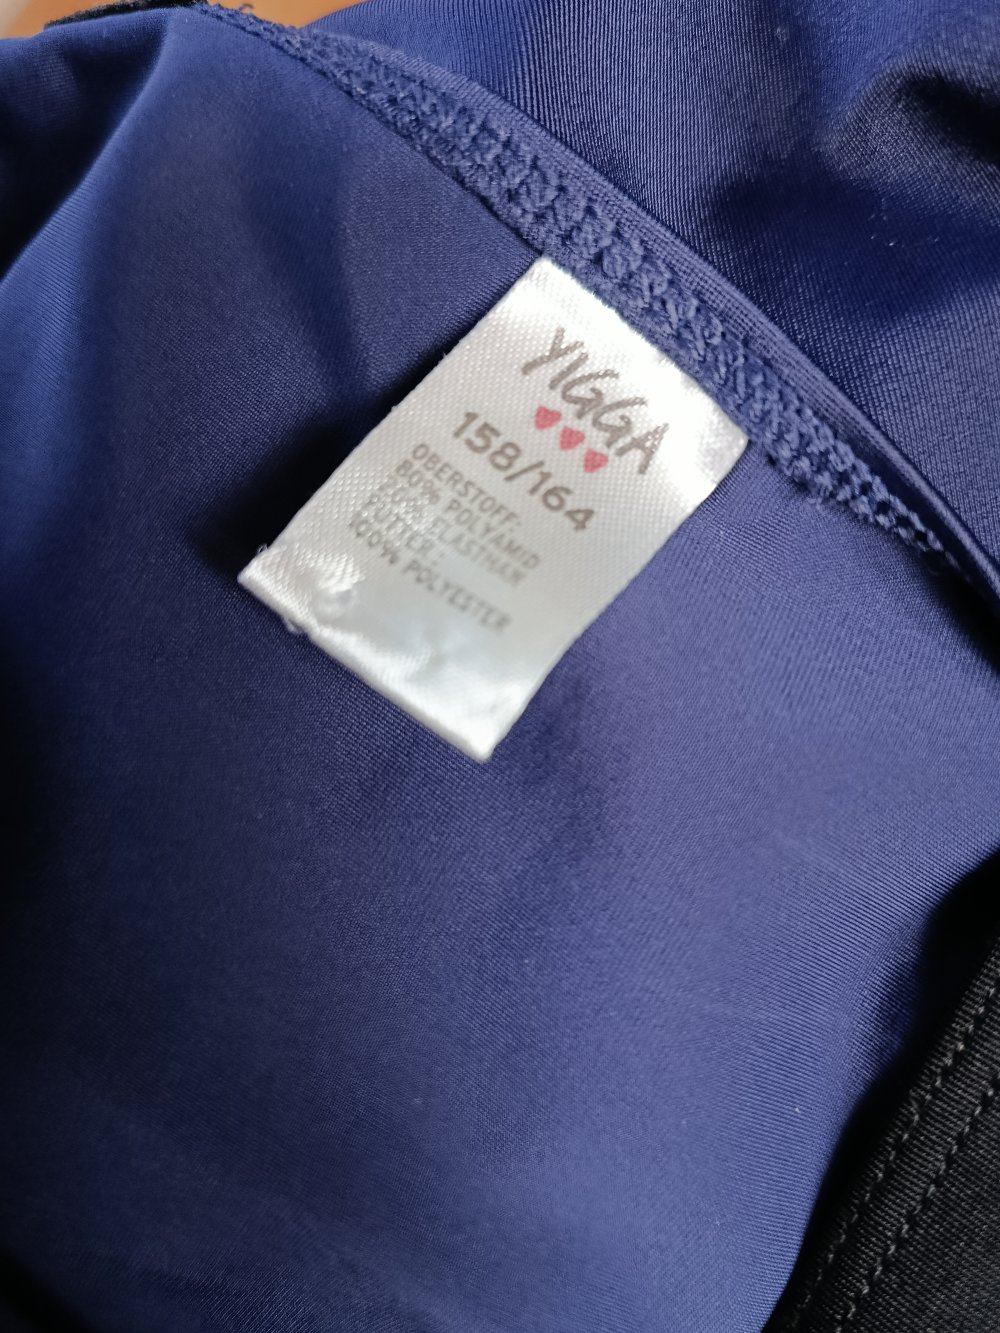 YIGGA
158/164
OBERSTOFF:
80% POLYAMID
20% ELASTHAN
FUTTER:
100% POLYESTER